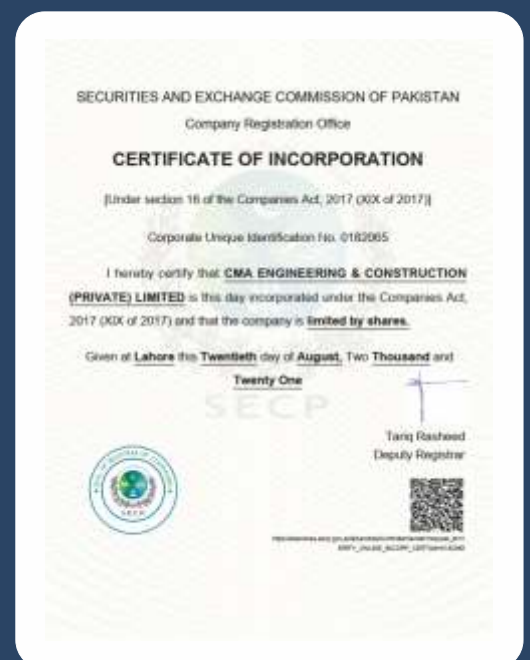 SECURITIES AND EXCHANGE COMMISSION OF PAKISTAN
Company Registration Office
CERTIFICATE OF INCORPORATION
[Under section 16 of the Companies Act, 2017 (XIX of 2017)]
Corporate Unique Identification No. 0182065
I hereby certify that CMA ENGINEERING & CONSTRUCTION
(PRIVATE) LIMITED is this day incorporated under the Companies Act,
2017 (XIX of 2017) and that the company is limited by shares.
Given at Lahore this Twentieth day of August, Two Thousand and
Twenty One
SECP
Tariq Rasheed
Deputy Registrar
SECP